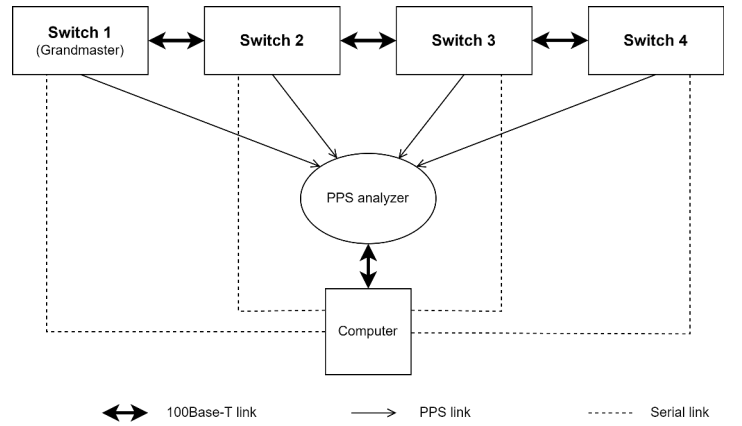 Switch 1
(Grandmaster)
Switch 2
Switch 3
Switch 4
PPS analyzer
Computer
100Base-T link
PPS link
Serial link